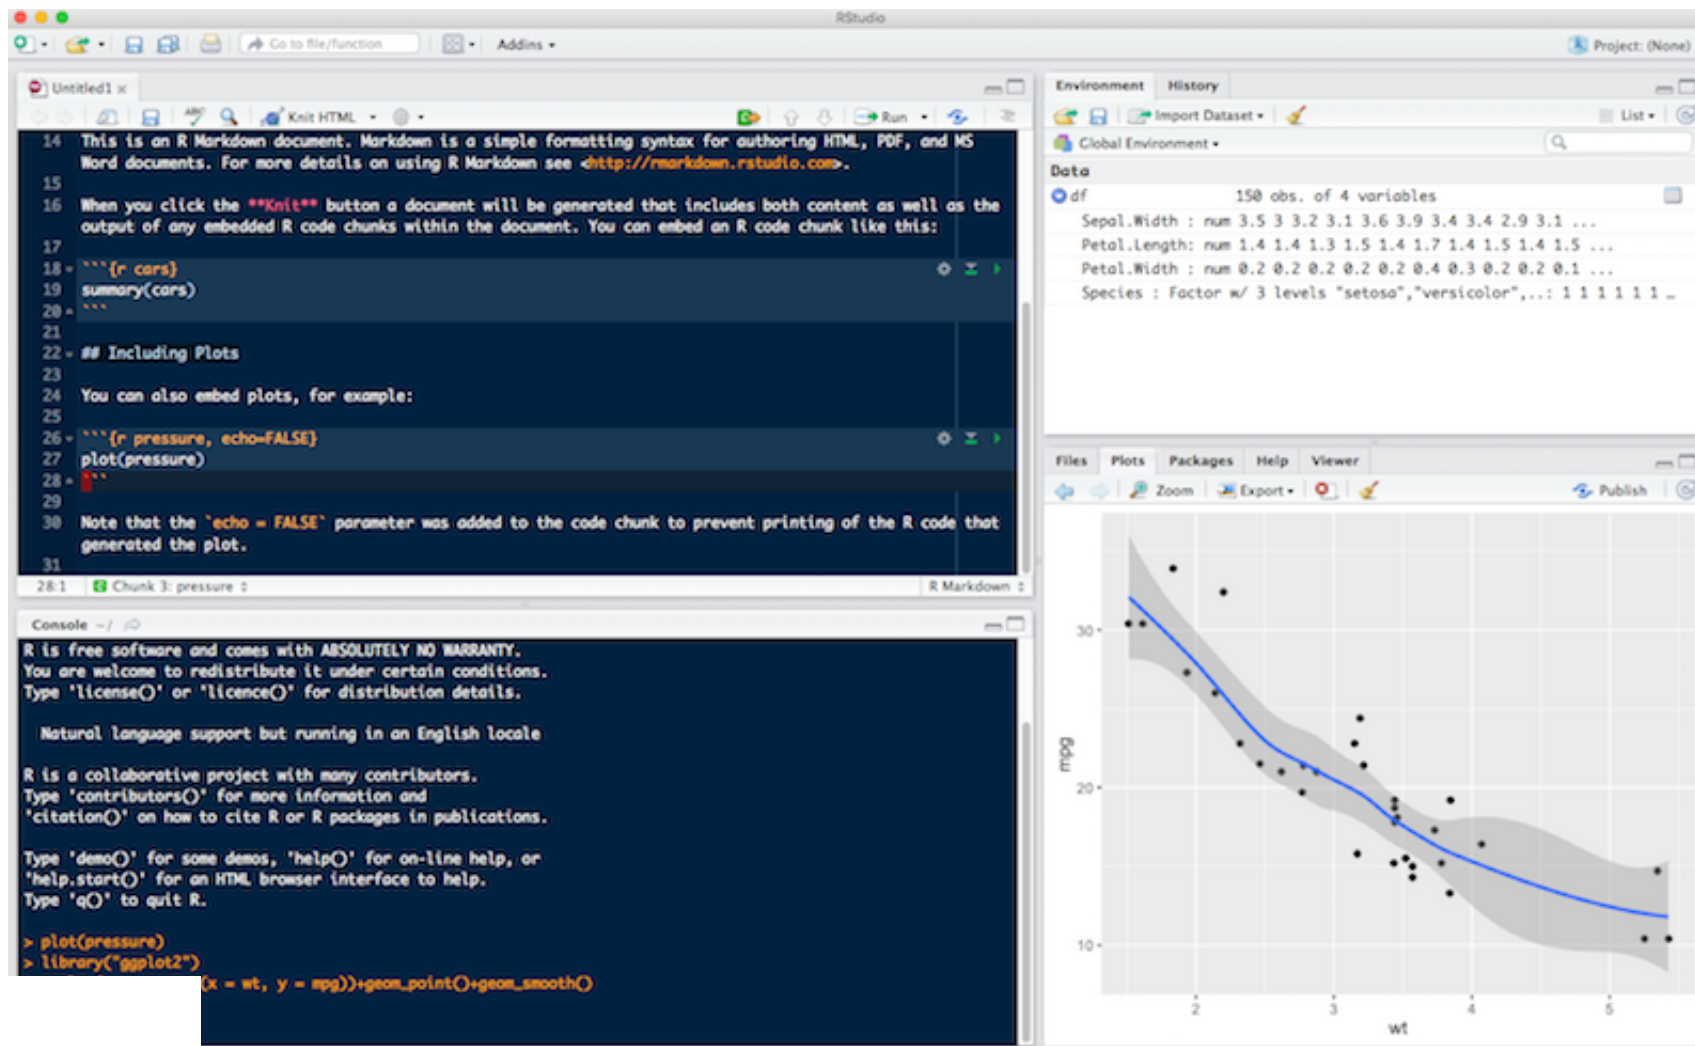 RStudio
Go to file/function
Addins
Project: (None)
Untitled1
ABC
Knit HTML
Run
14 This is an R Markdown document. Markdown is a simple formatting syntax for authoring HTML, PDF, and MS
Word documents. For more details on using R Markdown see <http://rmarkdown.rstudio.com>.
15
16 When you click the **Knit** button a document will be generated that includes both content as well as the
output of any embedded R code chunks within the document. You can embed an R code chunk like this:
17
18 ```{r cars}
19 summary(cars)
20 ```
21
22 ## Including Plots
23
24 You can also embed plots, for example:
25
26 ```{r pressure, echo=FALSE}
27 plot(pressure)
28 ```
29
30 Note that the `echo = FALSE` parameter was added to the code chunk to prevent printing of the R code that
generated the plot.
31
28:1 Chunk 3: pressure
R Markdown
Console ~/
R is free software and comes with ABSOLUTELY NO WARRANTY.
You are welcome to redistribute it under certain conditions.
Type 'license()' or 'licence()' for distribution details.
Natural language support but running in an English locale
R is a collaborative project with many contributors.
Type 'contributors()' for more information and
'citation()' on how to cite R or R packages in publications.
Type 'demo()' for some demos, 'help()' for on-line help, or
'help.start()' for an HTML browser interface to help.
Type 'q()' to quit R.
> plot(pressure)
> library("ggplot2")
(x = wt, y = mpg))+geom_point()+geom_smooth()
Environment History
Import Dataset
List
Global Environment
Data
df 150 obs. of 4 variables
Sepal.Width : num 3.5 3 3.2 3.1 3.6 3.9 3.4 3.4 2.9 3.1 ...
Petal.Length: num 1.4 1.4 1.3 1.5 1.4 1.7 1.4 1.5 1.4 1.5 ...
Petal.Width : num 0.2 0.2 0.2 0.2 0.2 0.4 0.3 0.2 0.2 0.1 ...
Species : Factor w/ 3 levels "setosa","versicolor",..: 1 1 1 1 1 1 …
Files Plots Packages Help Viewer
Zoom Export
Publish
30
mpg
20
10
2 3 4 5
wt